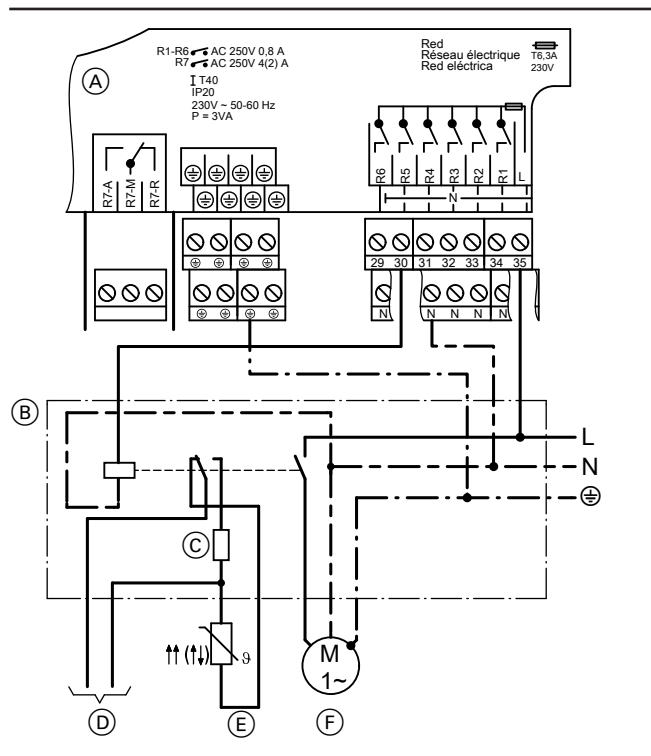 R1-R6 AC 250V 0,8 A
R7 AC 250V 4(2) A
T40
IP20
230V ~ 50-60 Hz
P = 3VA
Red
Réseau électrique
Red eléctrica
T6,3A
230V
A
R7-A R7-M R7-R
R6 R5 R4 R3 R2 R1 L
N
29 30 31 32 33 34 35
N N N N N
B
L
N
C
ϑ
M
1~
D E F